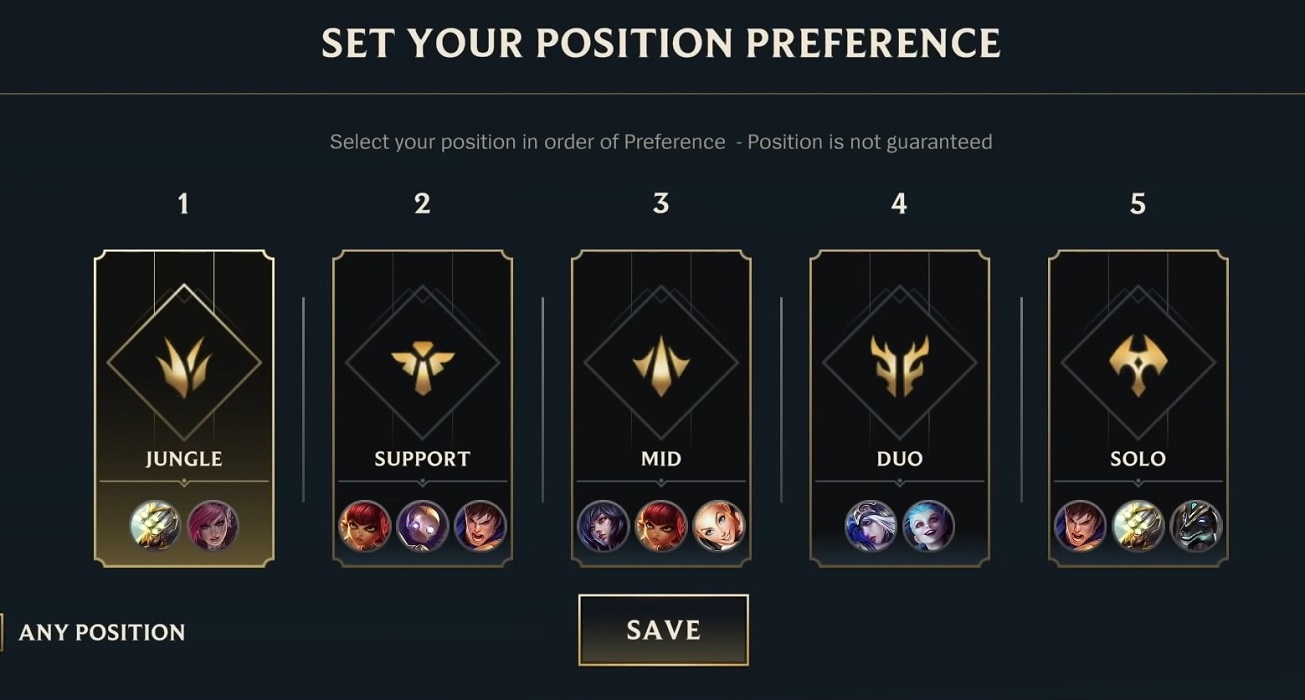 SET YOUR POSITION PREFERENCE
Select your position in order of Preference - Position is not guaranteed
1 2 3 4 5
JUNGLE SUPPORT MID DUO SOLO
ANY POSITION
SAVE